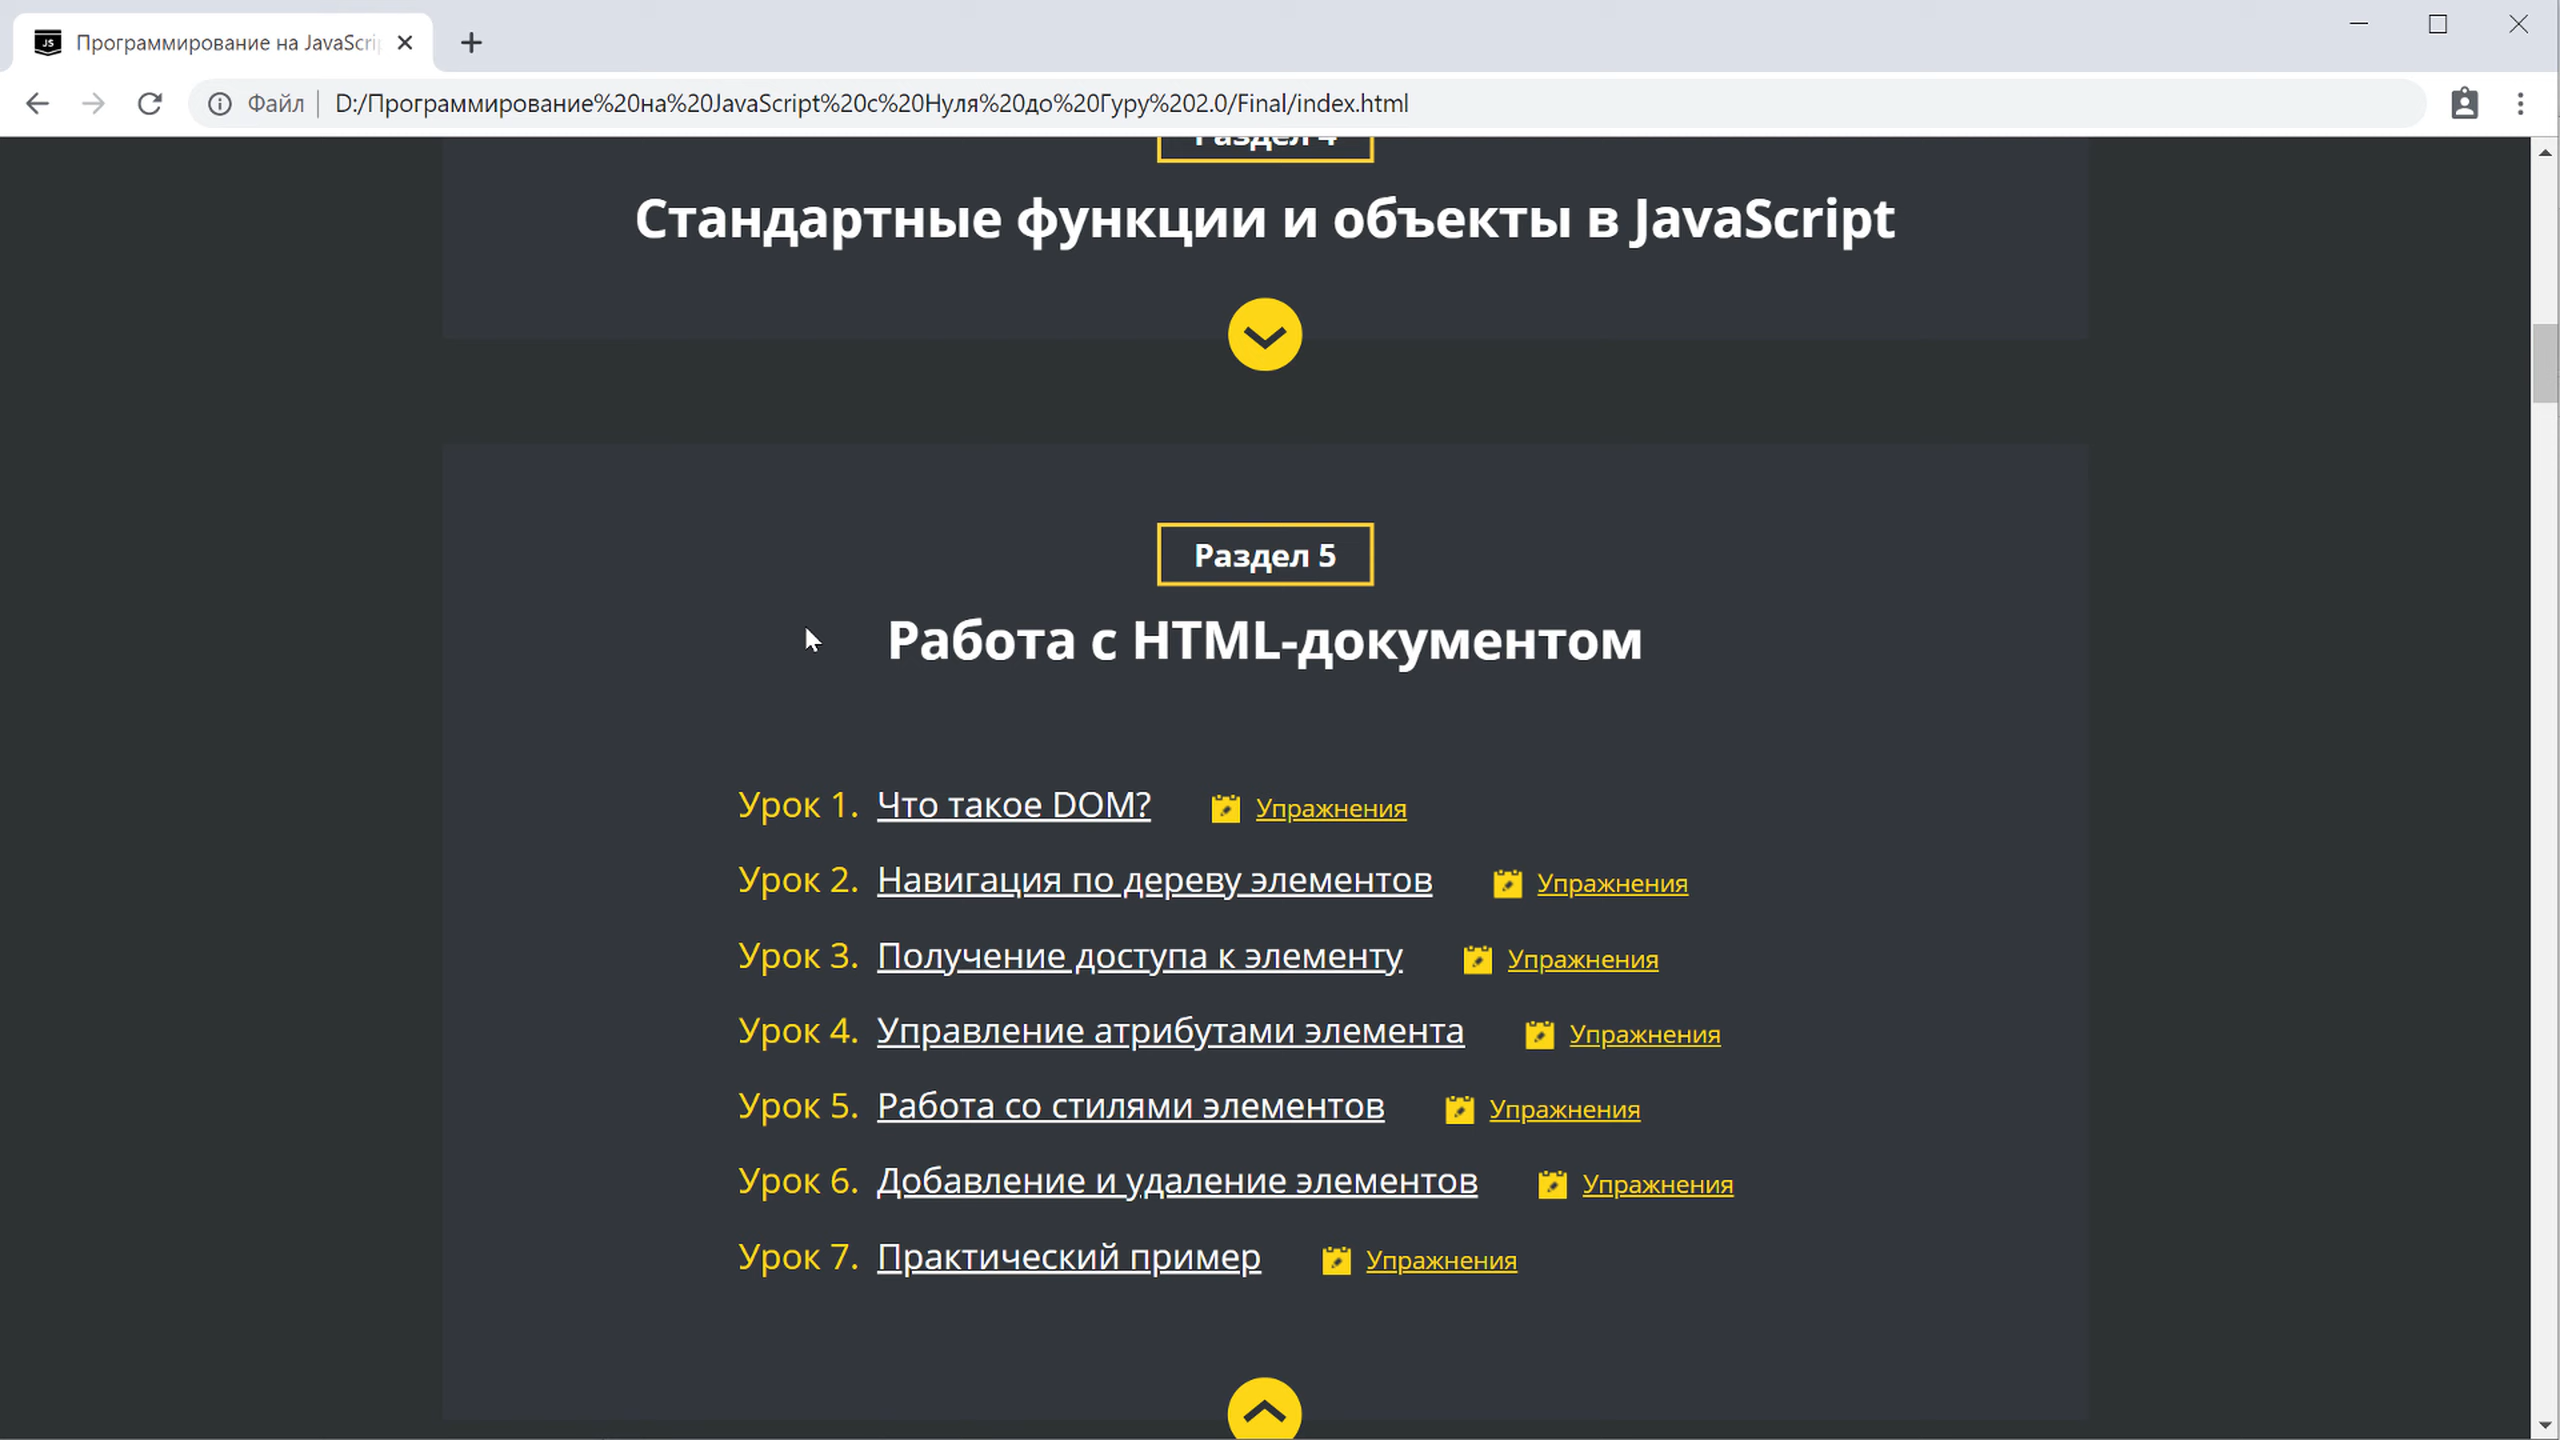 Программирование на JavaScri
Файл
D:/Программирование%20на%20JavaScript%20с%20Нуля%20до%20Гуру%202.0/Final/index.html
Раздел 4
Стандартные функции и объекты в JavaScript
Раздел 5
Работа с HTML-документом
Урок 1. Что такое DOM? Упражнения
Урок 2. Навигация по дереву элементов Упражнения
Урок 3. Получение доступа к элементу Упражнения
Урок 4. Управление атрибутами элемента Упражнения
Урок 5. Работа со стилями элементов Упражнения
Урок 6. Добавление и удаление элементов Упражнения
Урок 7. Практический пример Упражнения